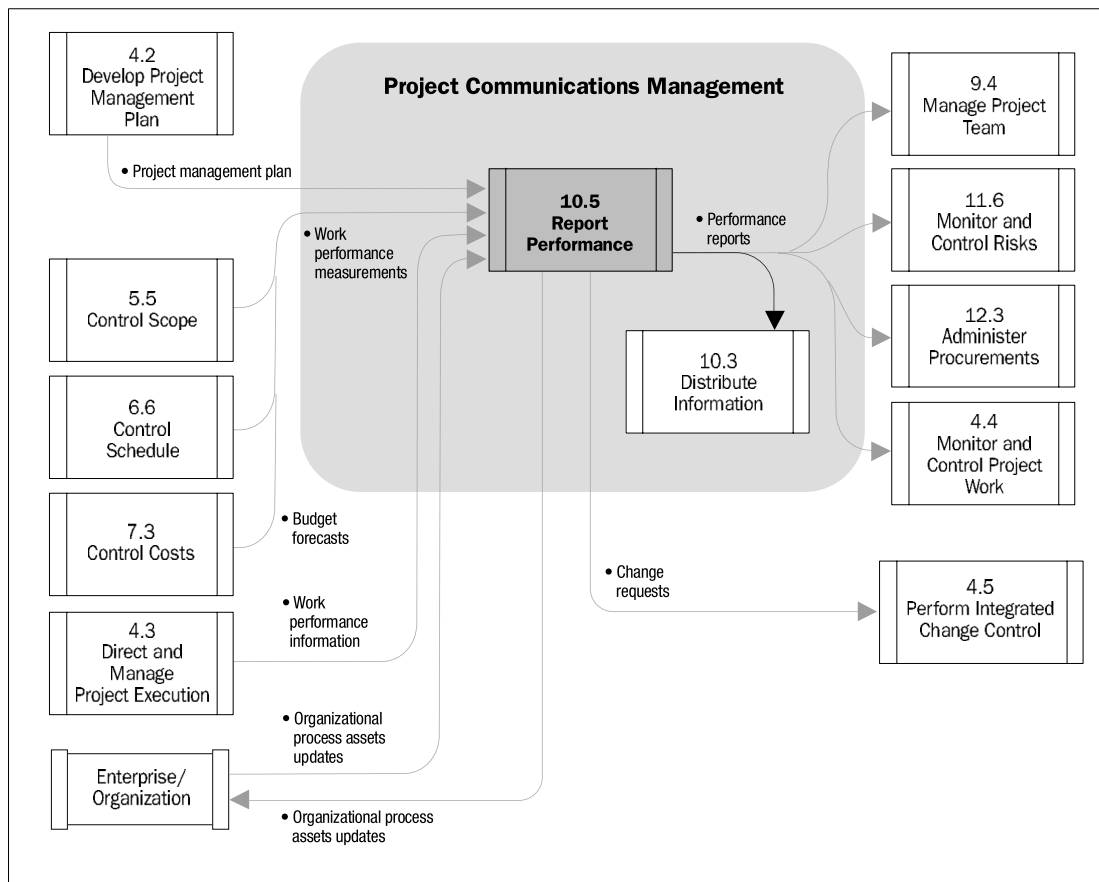 4.2
Develop Project
Management
Plan
Project Communications Management
9.4
Manage Project
Team
• Project management plan
10.5
Report
Performance
• Performance
reports
11.6
Monitor and
Control Risks
• Work
performance
measurements
5.5
Control Scope
12.3
Administer
Procurements
10.3
Distribute
Information
6.6
Control
Schedule
4.4
Monitor and
Control Project
Work
7.3
Control Costs
• Budget
forecasts
• Change
requests
4.5
Perform Integrated
Change Control
• Work
performance
information
4.3
Direct and
Manage
Project Execution
• Organizational
process assets
updates
Enterprise/
Organization
• Organizational process
assets updates